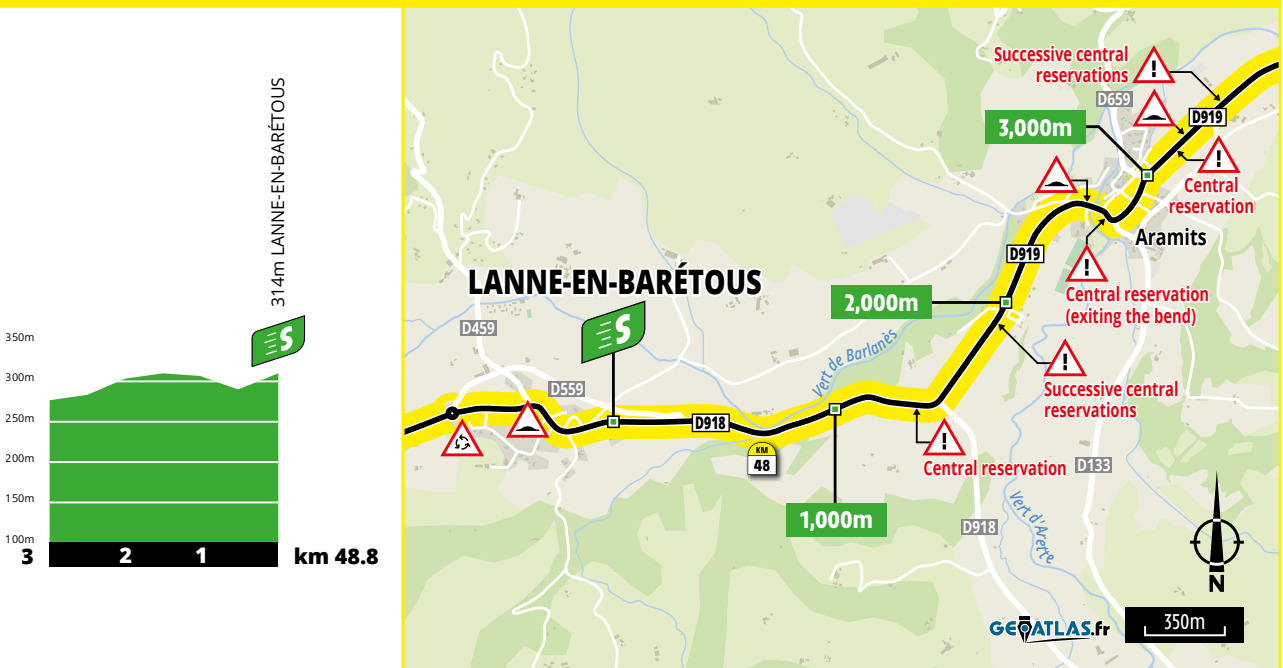 314m LANNE-EN-BARÉTOUS
S
350m
300m
250m
200m
150m
100m
3
2
1
km 48.8
Successive central
reservations
!
D659
D919
3,000m
!
Central
reservation
Aramits
D919
!
Central reservation
(exiting the bend)
LANNE-EN-BARÉTOUS
2,000m
D459
S
Vert de Barlanès
!
Successive central
reservations
D559
D918
KM
48
!
Central reservation
D133
1,000m
D918
Vert d'Arette
N
GEOATLAS.fr
350m